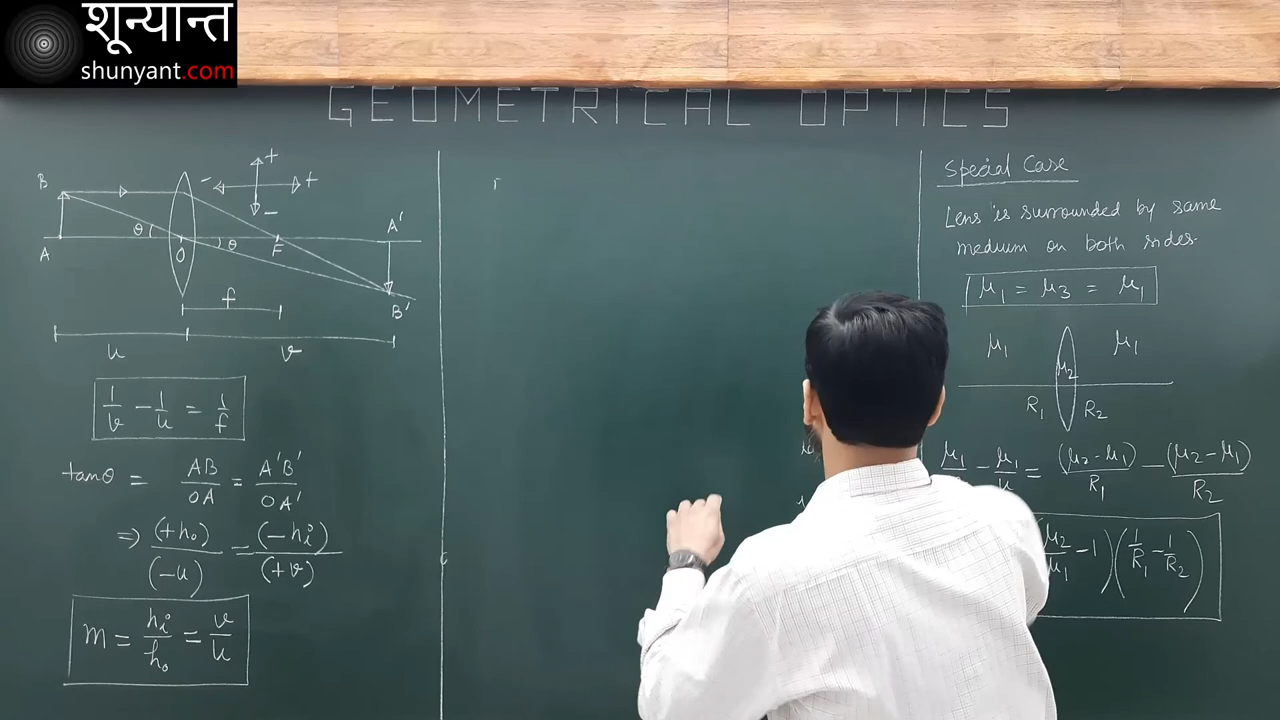 शून्यान्त
shunyant.com
GEOMETRICAL OPTICS
B
+
- +
-
θ θ
A O F A'
B'
f
u v
1/v - 1/u = 1/f
tanθ = AB/OA = A'B'/OA'
⇒ (+h₀)/(-u) = (-hᵢ)/(+v)
m = hᵢ/h₀ = v/u
Special Case
Lens is surrounded by same
medium on both sides.
μ₁ = μ₃ = μ₁
μ₁ μ₂ μ₁
R₁ R₂
μ₁ - μ₁/u = (μ₂-μ₁)/R₁ - (μ₂-μ₁)/R₂
μ₂/μ₁ - 1)(1/R₁ - 1/R₂)